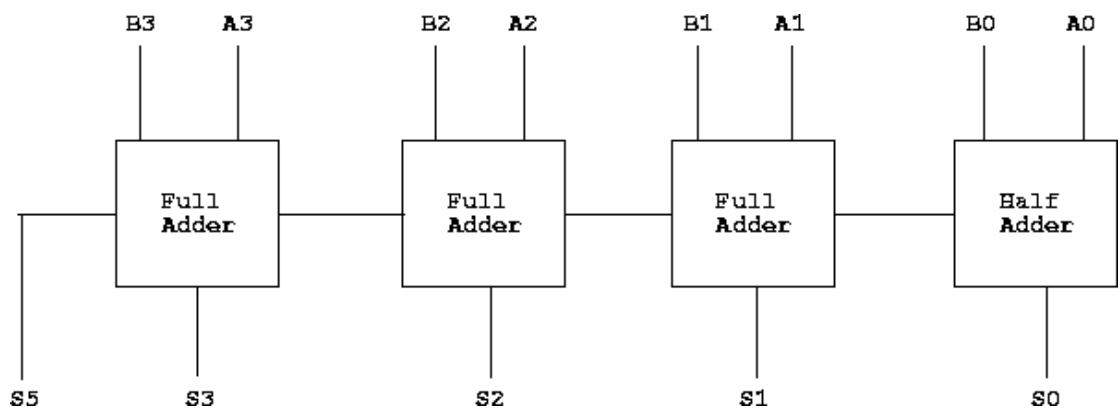 B3 A3 B2 A2 B1 A1 B0 A0
Full Full Full Half
Adder Adder Adder Adder
S5 S3 S2 S1 S0